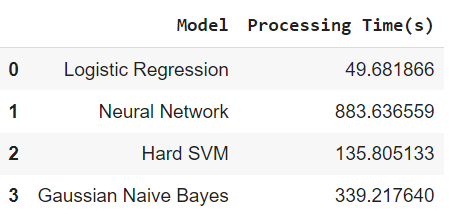 Model Processing Time(s)
0 Logistic Regression 49.681866
1 Neural Network 883.636559
2 Hard SVM 135.805133
3 Gaussian Naive Bayes 339.217640